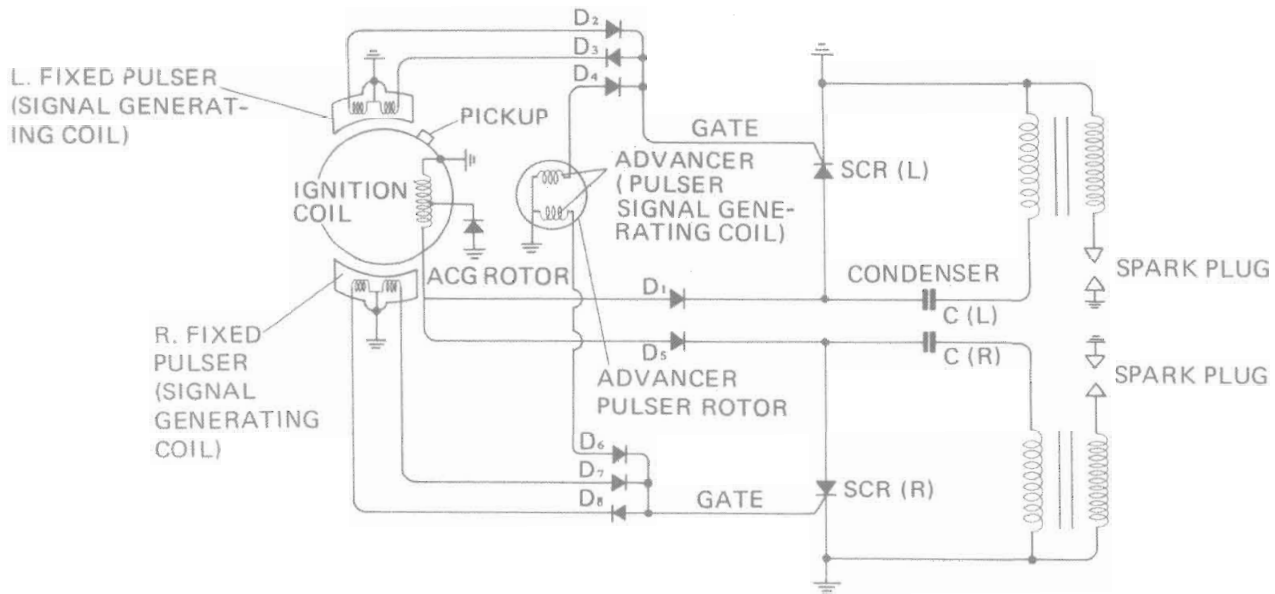 D2
D3
D4
L. FIXED PULSER
(SIGNAL GENERAT-
ING COIL)
PICKUP
GATE
IGNITION
COIL
ADVANCER
(PULSER
SIGNAL GENE-
RATING COIL)
SCR (L)
ACG ROTOR
D1
CONDENSER
C (L)
SPARK PLUG
R. FIXED
PULSER
(SIGNAL
GENERATING
COIL)
D5
C (R)
ADVANCER
PULSER ROTOR
SPARK PLUG
D6
D7
D8
GATE
SCR (R)